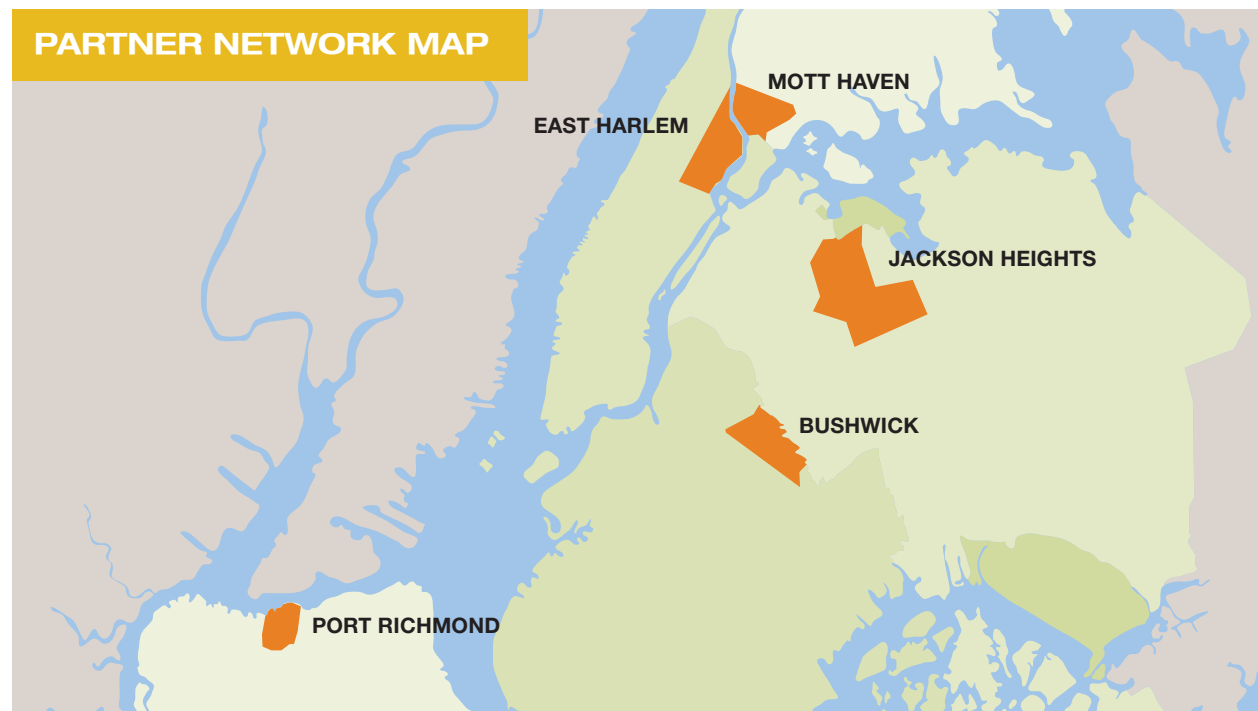 PARTNER NETWORK MAP
MOTT HAVEN
EAST HARLEM
JACKSON HEIGHTS
BUSHWICK
PORT RICHMOND